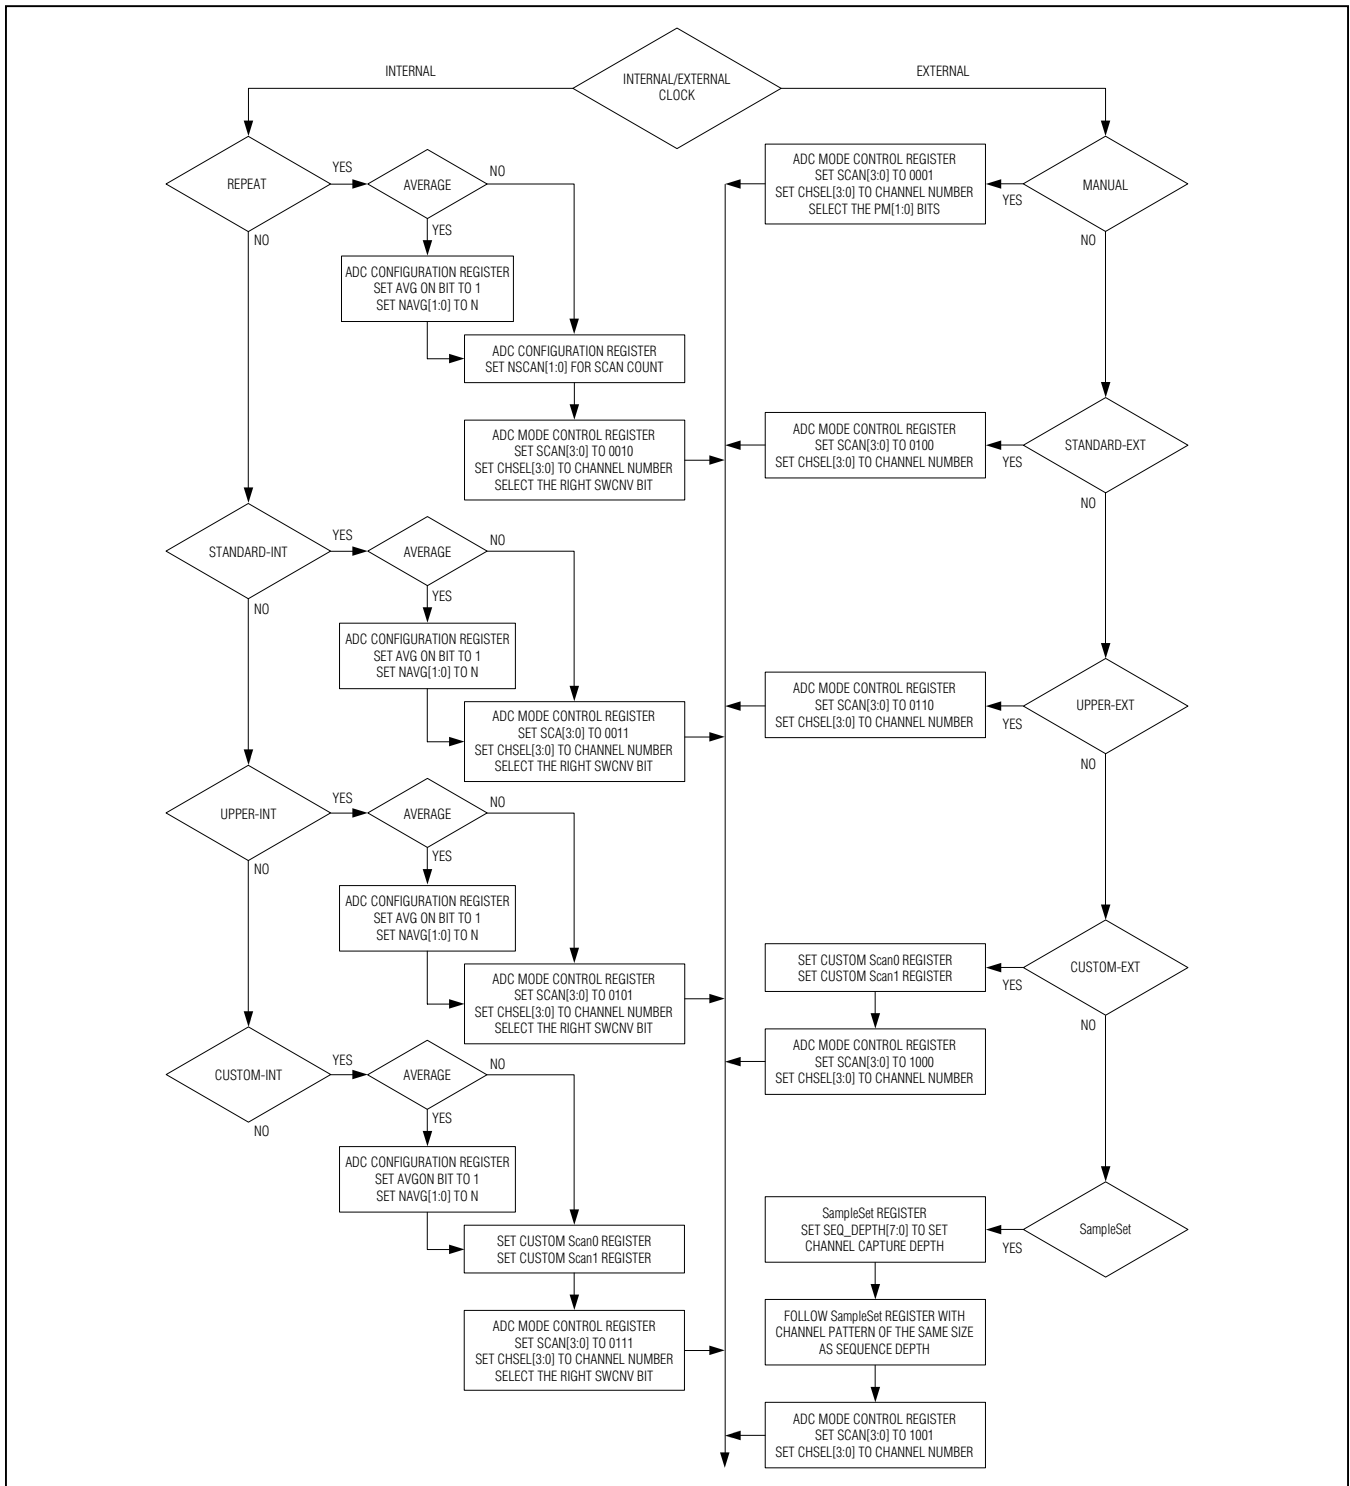 INTERNAL/EXTERNAL
CLOCK
INTERNAL
EXTERNAL
REPEAT
YES
AVERAGE
NO
YES
NO
ADC CONFIGURATION REGISTER
SET AVG ON BIT TO 1
SET NAVG[1:0] TO N
ADC CONFIGURATION REGISTER
SET NSCAN[1:0] FOR SCAN COUNT
ADC MODE CONTROL REGISTER
SET SCAN[3:0] TO 0010
SET CHSEL[3:0] TO CHANNEL NUMBER
SELECT THE RIGHT SWCNV BIT
STANDARD-INT
YES
AVERAGE
NO
YES
NO
ADC CONFIGURATION REGISTER
SET AVG ON BIT TO 1
SET NAVG[1:0] TO N
ADC MODE CONTROL REGISTER
SET SCA[3:0] TO 0011
SET CHSEL[3:0] TO CHANNEL NUMBER
SELECT THE RIGHT SWCNV BIT
UPPER-INT
YES
AVERAGE
NO
YES
NO
ADC CONFIGURATION REGISTER
SET AVG ON BIT TO 1
SET NAVG[1:0] TO N
ADC MODE CONTROL REGISTER
SET SCAN[3:0] TO 0101
SET CHSEL[3:0] TO CHANNEL NUMBER
SELECT THE RIGHT SWCNV BIT
CUSTOM-INT
YES
AVERAGE
NO
YES
NO
ADC CONFIGURATION REGISTER
SET AVGON BIT TO 1
SET NAVG[1:0] TO N
SET CUSTOM Scan0 REGISTER
SET CUSTOM Scan1 REGISTER
ADC MODE CONTROL REGISTER
SET SCAN[3:0] TO 0111
SET CHSEL[3:0] TO CHANNEL NUMBER
SELECT THE RIGHT SWCNV BIT
MANUAL
YES
NO
ADC MODE CONTROL REGISTER
SET SCAN[3:0] TO 0001
SET CHSEL[3:0] TO CHANNEL NUMBER
SELECT THE PM[1:0] BITS
STANDARD-EXT
YES
NO
ADC MODE CONTROL REGISTER
SET SCAN[3:0] TO 0100
SET CHSEL[3:0] TO CHANNEL NUMBER
UPPER-EXT
YES
NO
ADC MODE CONTROL REGISTER
SET SCAN[3:0] TO 0110
SET CHSEL[3:0] TO CHANNEL NUMBER
CUSTOM-EXT
YES
NO
SET CUSTOM Scan0 REGISTER
SET CUSTOM Scan1 REGISTER
ADC MODE CONTROL REGISTER
SET SCAN[3:0] TO 1000
SET CHSEL[3:0] TO CHANNEL NUMBER
SampleSet
YES
SampleSet REGISTER
SET SEQ_DEPTH[7:0] TO SET
CHANNEL CAPTURE DEPTH
FOLLOW SampleSet REGISTER WITH
CHANNEL PATTERN OF THE SAME SIZE
AS SEQUENCE DEPTH
ADC MODE CONTROL REGISTER
SET SCAN[3:0] TO 1001
SET CHSEL[3:0] TO CHANNEL NUMBER